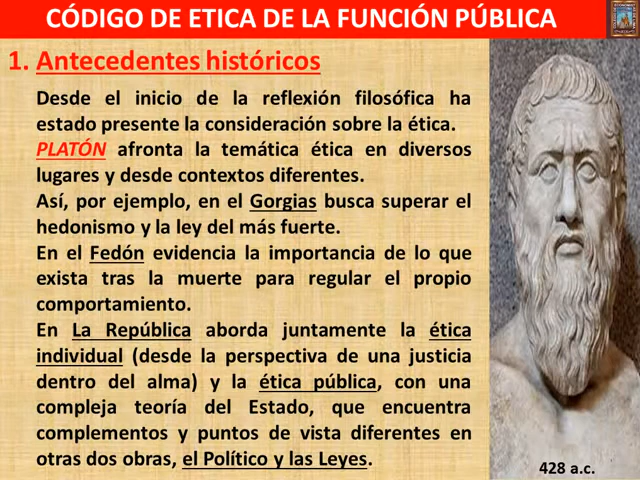 CÓDIGO DE ETICA DE LA FUNCIÓN PÚBLICA
1. Antecedentes históricos
Desde el inicio de la reflexión filosófica ha
estado presente la consideración sobre la ética.
PLATÓN afronta la temática ética en diversos
lugares y desde contextos diferentes.
Así, por ejemplo, en el Gorgias busca superar el
hedonismo y la ley del más fuerte.
En el Fedón evidencia la importancia de lo que
exista tras la muerte para regular el propio
comportamiento.
En La República aborda juntamente la ética
individual (desde la perspectiva de una justicia
dentro del alma) y la ética pública, con una
compleja teoría del Estado, que encuentra
complementos y puntos de vista diferentes en
otras dos obras, el Político y las Leyes.
428 a.c.